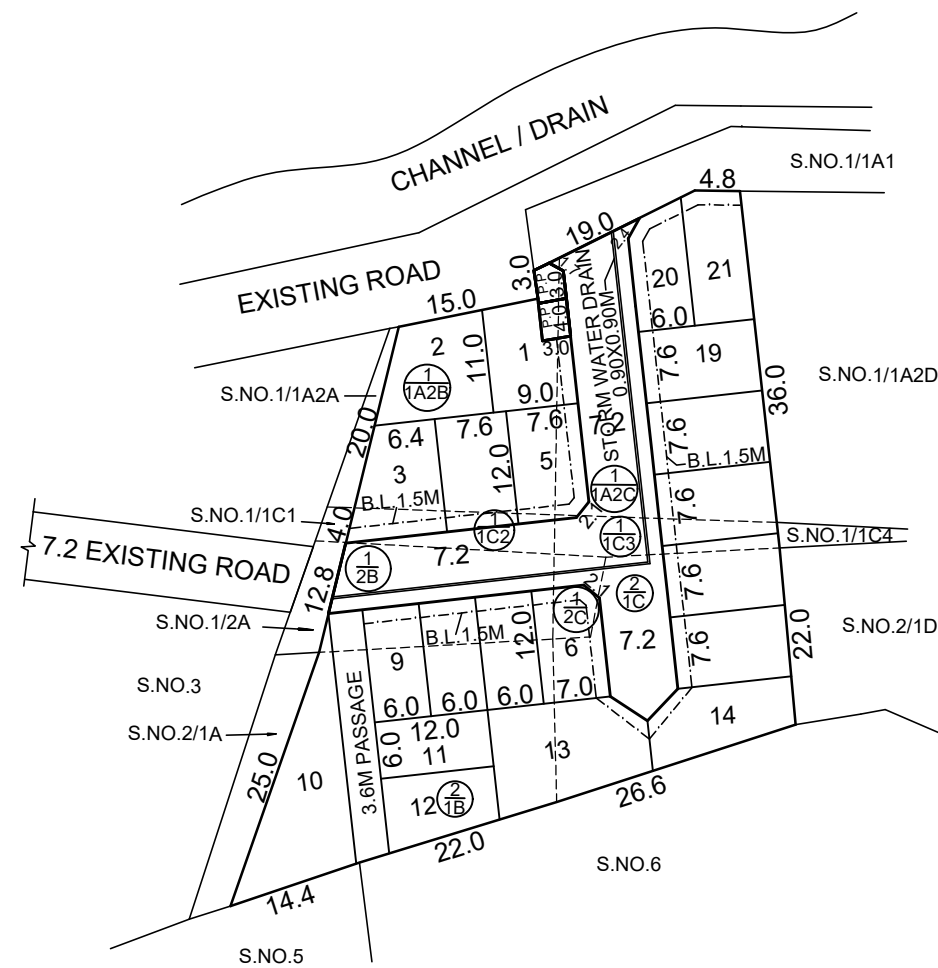 CHANNEL / DRAIN
S.NO.1/1A1
4.8
19.0
EXISTING ROAD
3.0
2.4
15.0
P.P.
3.0
P.P.
4.0
3.0
STORM WATER DRAIN
0.90X0.90M
20
21
6.0
2
11.0
1
9.0
1
1A2B
S.NO.1/1A2A
20.0
19
7.6
S.NO.1/1A2D
36.0
6.4
7.6
7.6
7.2
3
12.0
5
7.6
B.L.1.5M
B.L.1.5M
1
1A2C
7.6
S.NO.1/1C1
4.0
1
1C2
1
1C3
S.NO.1/1C4
7.2 EXISTING ROAD
7.2
1
2B
12.8
7.6
2
1C
1
2C
S.NO.1/2A
B.L.1.5M
12.0
6
7.2
7.6
22.0
S.NO.2/1D
9
S.NO.3
6.0
6.0
6.0
7.0
S.NO.2/1A
3.6M PASSAGE
6.0
12.0
11
13
14
25.0
10
12
2
1B
26.6
22.0
14.4
S.NO.6
S.NO.5